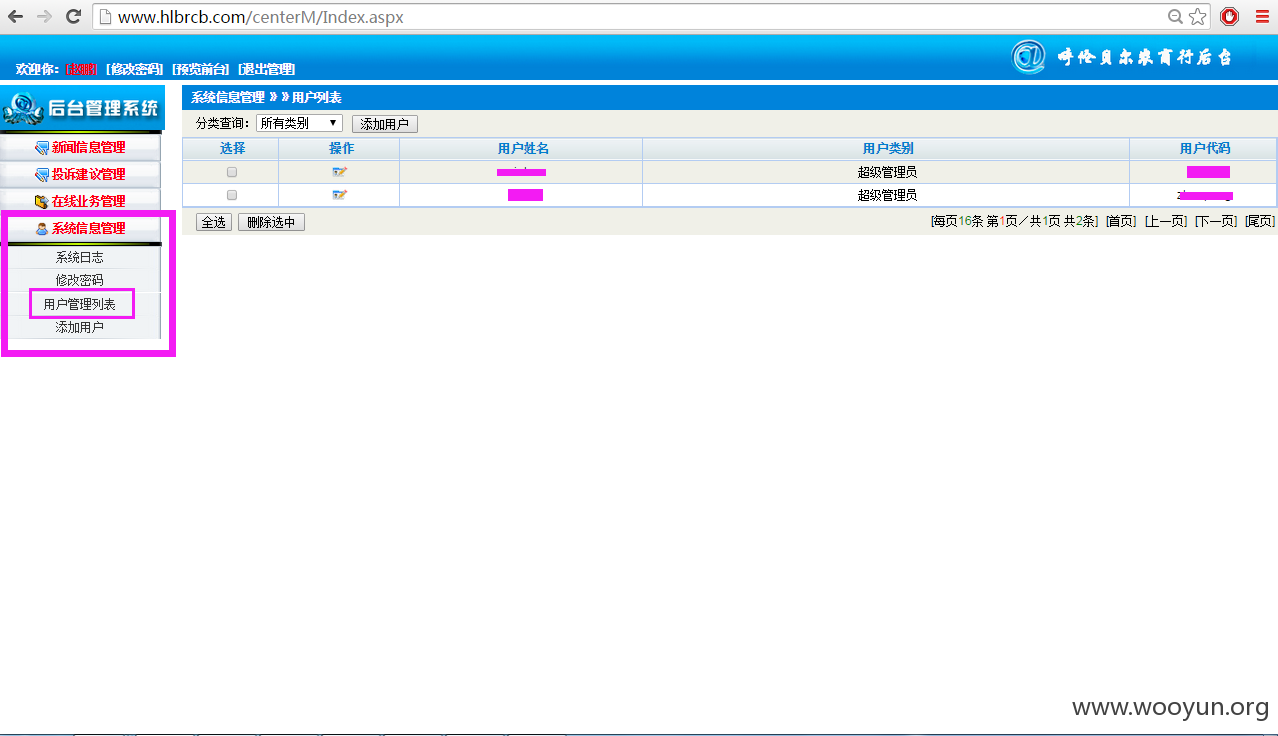 www.hlbrcb.com/centerM/Index.aspx
欢迎你: [赵鹏] [修改密码] [预览前台] [退出管理]
呼伦贝尔农商行后台
后台管理系统
系统信息管理 》 》用户列表
分类查询: 所有类别 添加用户
选择 操作 用户姓名 用户类别 用户代码
超级管理员
超级管理员
全选 删除选中 [每页16条 第1页／共1页 共2条] [首页] [上一页] [下一页] [尾页]
新闻信息管理
投诉建议管理
在线业务管理
系统信息管理
系统日志
修改密码
用户管理列表
添加用户
www.wooyun.org